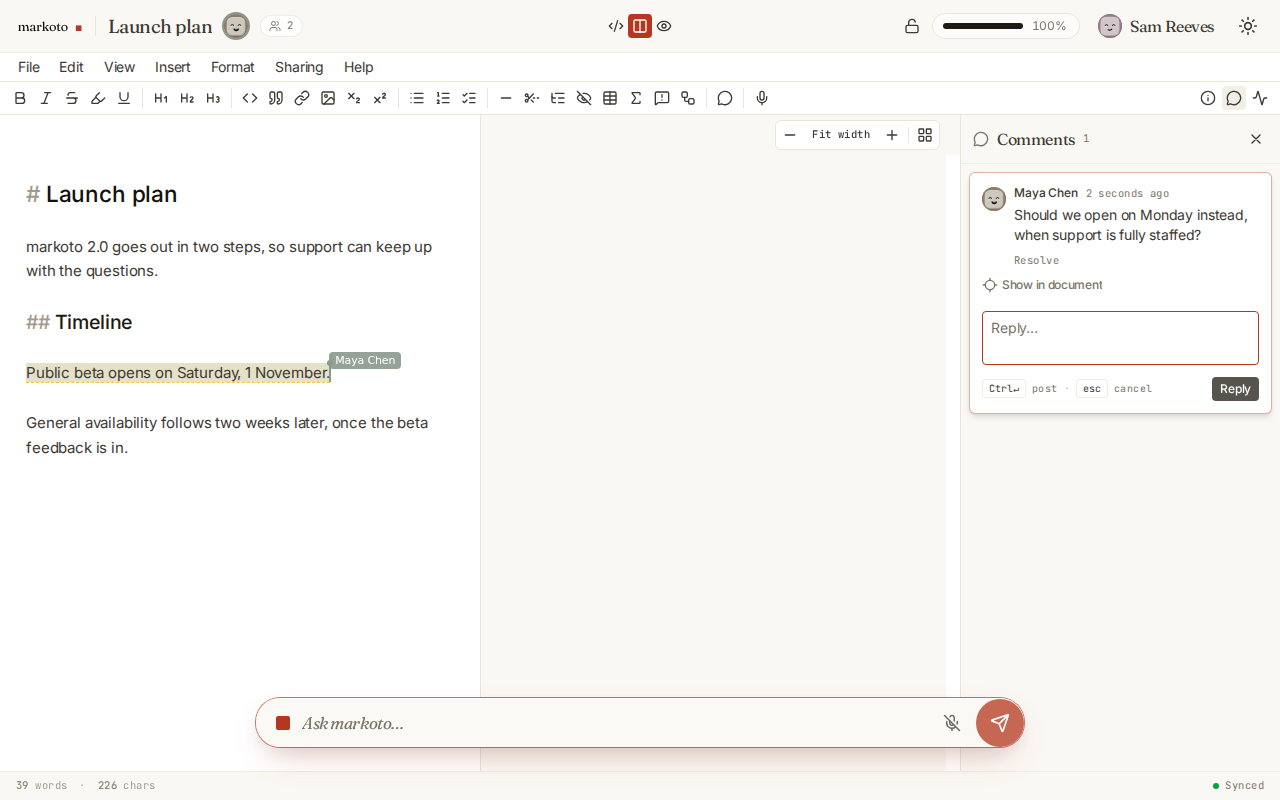 markoto
Launch plan
2
100%
Sam Reeves
File Edit View Insert Format Sharing Help
H1 H2 H3
Fit width
Comments 1
# Launch plan
markoto 2.0 goes out in two steps, so support can keep up
with the questions.
## Timeline
Maya Chen
Public beta opens on Saturday, 1 November.
General availability follows two weeks later, once the beta
feedback is in.
Maya Chen 2 seconds ago
Should we open on Monday instead,
when support is fully staffed?
Resolve
Show in document
Reply...
Ctrl↵ post · esc cancel
Reply
Ask markoto...
39 words · 226 chars
Synced